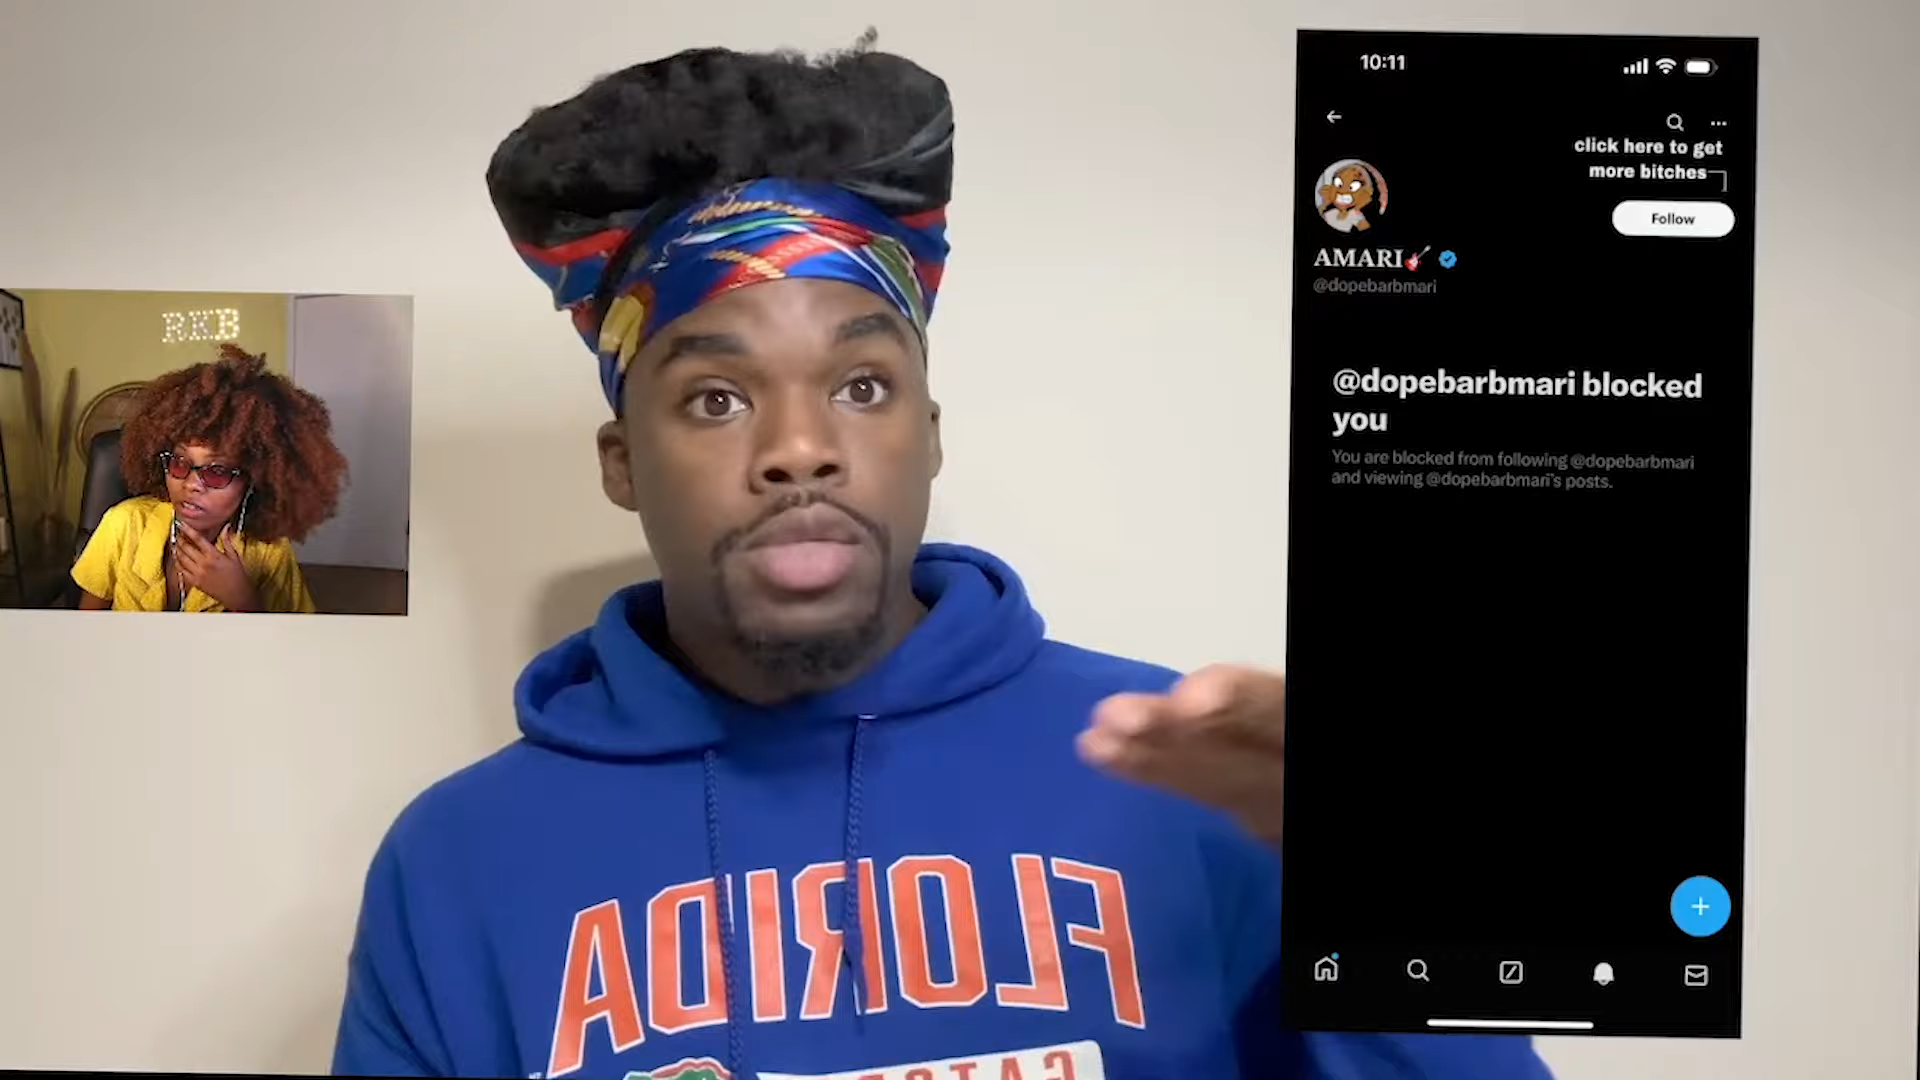 RKB
10:11
click here to get
more bitches
Follow
AMARI🎸
@dopebarbmari
@dopebarbmari blocked
you
You are blocked from following @dopebarbmari
and viewing @dopebarbmari's posts.
FLORIDA
GATORS